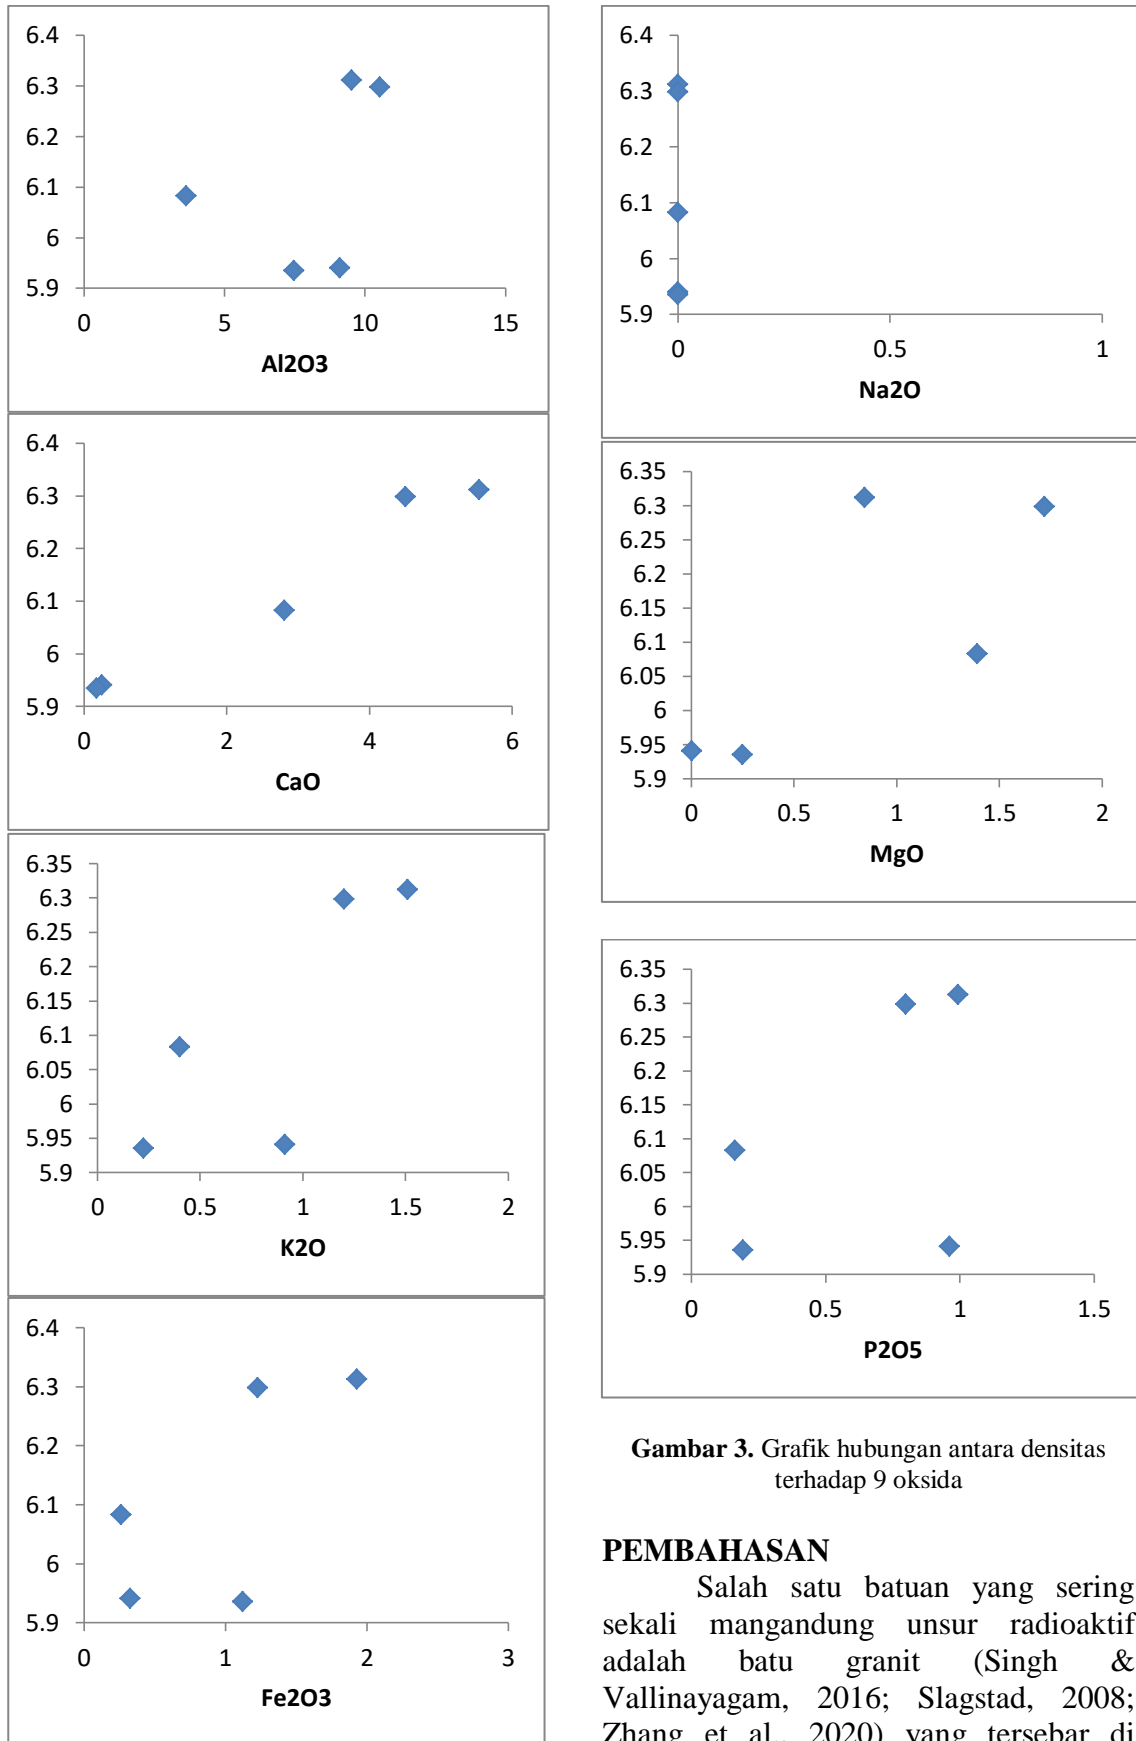 6.4
6.3
6.2
6.1
6
5.9
0 5 10 15
Al2O3
6.4
6.3
6.2
6.1
6
5.9
0 2 4 6
CaO
6.35
6.3
6.25
6.2
6.15
6.1
6.05
6
5.95
5.9
0 0.5 1 1.5 2
K2O
6.4
6.3
6.2
6.1
6
5.9
0 1 2 3
Fe2O3
6.4
6.3
6.2
6.1
6
5.9
0 0.5 1
Na2O
6.35
6.3
6.25
6.2
6.15
6.1
6.05
6
5.95
5.9
0 0.5 1 1.5 2
MgO
6.35
6.3
6.25
6.2
6.15
6.1
6.05
6
5.95
5.9
0 0.5 1 1.5
P2O5
Gambar 3. Grafik hubungan antara densitas
terhadap 9 oksida
PEMBAHASAN
Salah satu batuan yang sering
sekali mangandung unsur radioaktif
adalah batu granit (Singh &
Vallinayagam, 2016; Slagstad, 2008;
Zhang et al., 2020) yang tersebar di